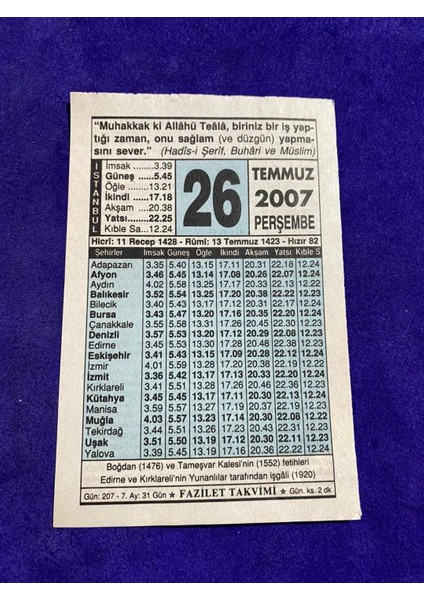 “Muhakkak ki Allâhü Teâlâ, biriniz bir iş yap-
tığı zaman, onu sağlam (ve düzgün) yapma-
sını sever.” (Hadîs-i Şerîf, Buhâri ve Müslim)
İSTANBUL
İmsak ........ 3.39
Güneş ...... 5.45
Öğle ........ 13.21
İkindi ..... 17.18
Akşam ..... 20.38
Yatsı....... 22.25
Kıble Sa... 12.24
26
TEMMUZ
2007
PERŞEMBE
Hicrî: 11 Recep 1428 - Rûmî: 13 Temmuz 1423 - Hızır 82
Şehirler İmsak Güneş Öğle İkindi Akşam Yatsı Kıble S
Adapazarı 3.35 5.40 13.15 17.11 20.31 22.18 12.24
Afyon 3.46 5.45 13.14 17.08 20.26 22.07 12.24
Aydın 4.02 5.58 13.25 17.17 20.33 22.12 12.23
Balıkesir 3.52 5.54 13.25 17.20 20.38 22.22 12.23
Bilecik 3.40 5.43 13.17 17.12 20.31 22.17 12.24
Bursa 3.43 5.47 13.20 17.16 20.35 22.20 12.24
Çanakkale 3.55 5.58 13.31 17.26 20.45 22.30 12.23
Denizli 3.57 5.53 13.20 17.12 20.29 22.08 12.23
Edirne 3.45 5.53 13.30 17.28 20.50 22.38 12.23
Eskişehir 3.41 5.43 13.15 17.09 20.28 12.12 12.24
İzmir 4.01 5.59 13.28 17.20 20.38 22.18 12.23
İzmit 3.36 5.42 13.17 13.17 20.33 22.20 12.24
Kırklareli 3.41 5.51 13.28 17.26 20.48 22.36 12.23
Kütahya 3.45 5.45 13.17 17.11 20.30 22.13 12.24
Manisa 3.59 5.57 13.27 17.20 20.37 22.18 12.23
Muğla 4.03 5.57 13.23 17.14 20.30 22.08 12.22
Tekirdağ 3.44 5.51 13.26 17.23 20.44 22.31 12.23
Uşak 3.51 5.50 13.19 17.12 20.30 22.11 12.23
Yalova 3.39 5.45 13.19 17.16 20.36 22.22 12.24
Boğdan (1476) ve Tameşvar Kalesi'nin (1552) fetihleri
Edirne ve Kırklareli'nin Yunanlılar tarafından işgâli (1920)
Gün: 207 - 7. Ay: 31 Gün ★ FAZİLET TAKVİMİ ★ Gün. ks. 2 dk